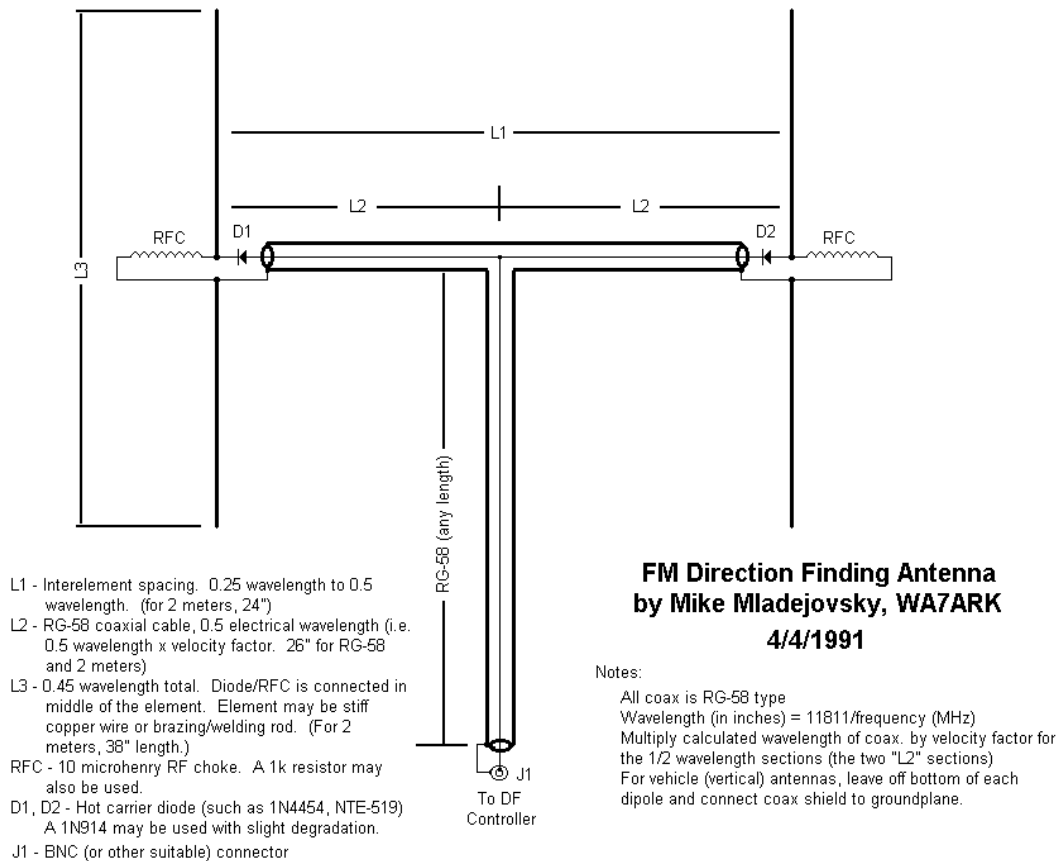 L1
L2
L2
RFC
D1
D2
RFC
L3
RG-58 (any length)
J1
To DF
Controller
L1 - Interelement spacing. 0.25 wavelength to 0.5
wavelength. (for 2 meters, 24")
L2 - RG-58 coaxial cable, 0.5 electrical wavelength (i.e.
0.5 wavelength x velocity factor. 26" for RG-58
and 2 meters)
L3 - 0.45 wavelength total. Diode/RFC is connected in
middle of the element. Element may be stiff
copper wire or brazing/welding rod. (For 2
meters, 38" length.)
RFC - 10 microhenry RF choke. A 1k resistor may
also be used.
D1, D2 - Hot carrier diode (such as 1N4454, NTE-519)
A 1N914 may be used with slight degradation.
J1 - BNC (or other suitable) connector
FM Direction Finding Antenna
by Mike Mladejovsky, WA7ARK
4/4/1991
Notes:
All coax is RG-58 type
Wavelength (in inches) = 11811/frequency (MHz)
Multiply calculated wavelength of coax. by velocity factor for
the 1/2 wavelength sections (the two "L2" sections)
For vehicle (vertical) antennas, leave off bottom of each
dipole and connect coax shield to groundplane.